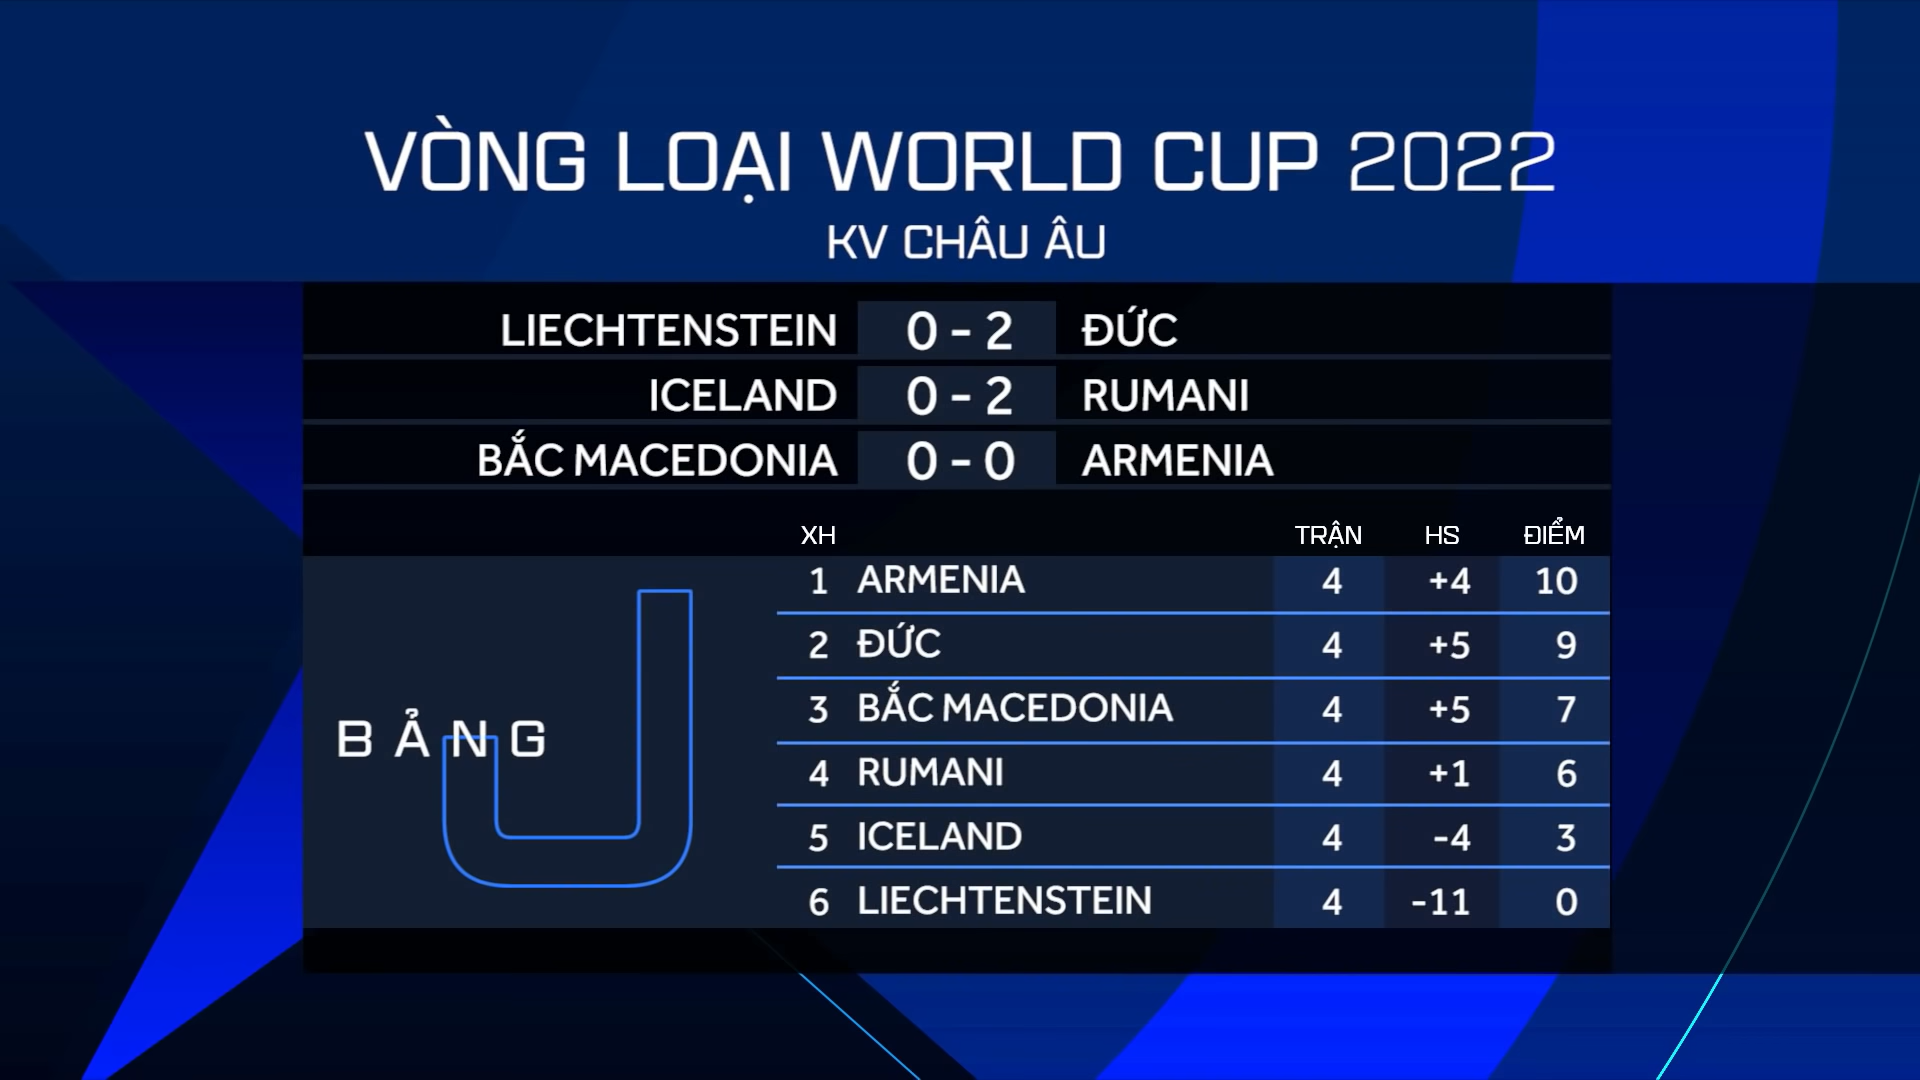 VÒNG LOẠI WORLD CUP 2022
KV CHÂU ÂU
LIECHTENSTEIN 0 - 2 ĐỨC
ICELAND 0 - 2 RUMANI
BẮC MACEDONIA 0 - 0 ARMENIA
XH TRẬN HS ĐIỂM
BẢNG J
1 ARMENIA 4 +4 10
2 ĐỨC 4 +5 9
3 BẮC MACEDONIA 4 +5 7
4 RUMANI 4 +1 6
5 ICELAND 4 -4 3
6 LIECHTENSTEIN 4 -11 0